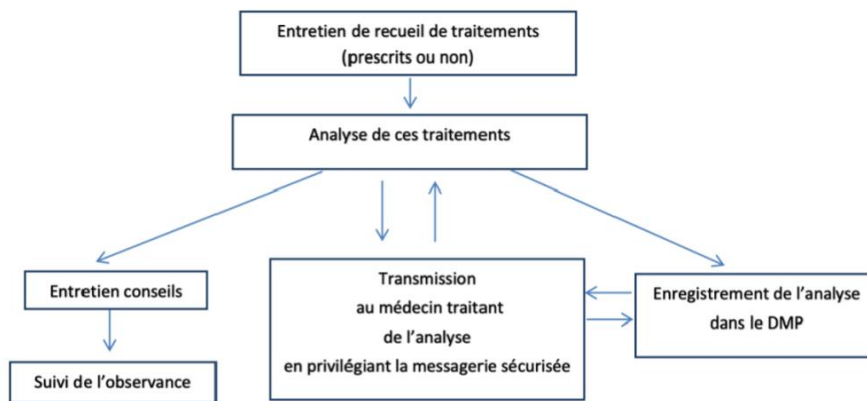 Entretien de recueil de traitements
(prescrits ou non)
Analyse de ces traitements
Entretien conseils
Suivi de l'observance
Transmission
au médecin traitant
de l'analyse
en privilégiant la messagerie sécurisée
Enregistrement de l'analyse
dans le DMP